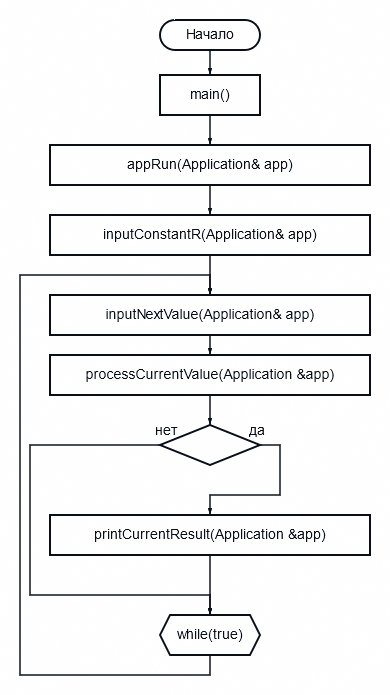 Начало
main()
appRun(Application& app)
inputConstantR(Application& app)
inputNextValue(Application& app)
processCurrentValue(Application &app)
нет да
printCurrentResult(Application &app)
while(true)